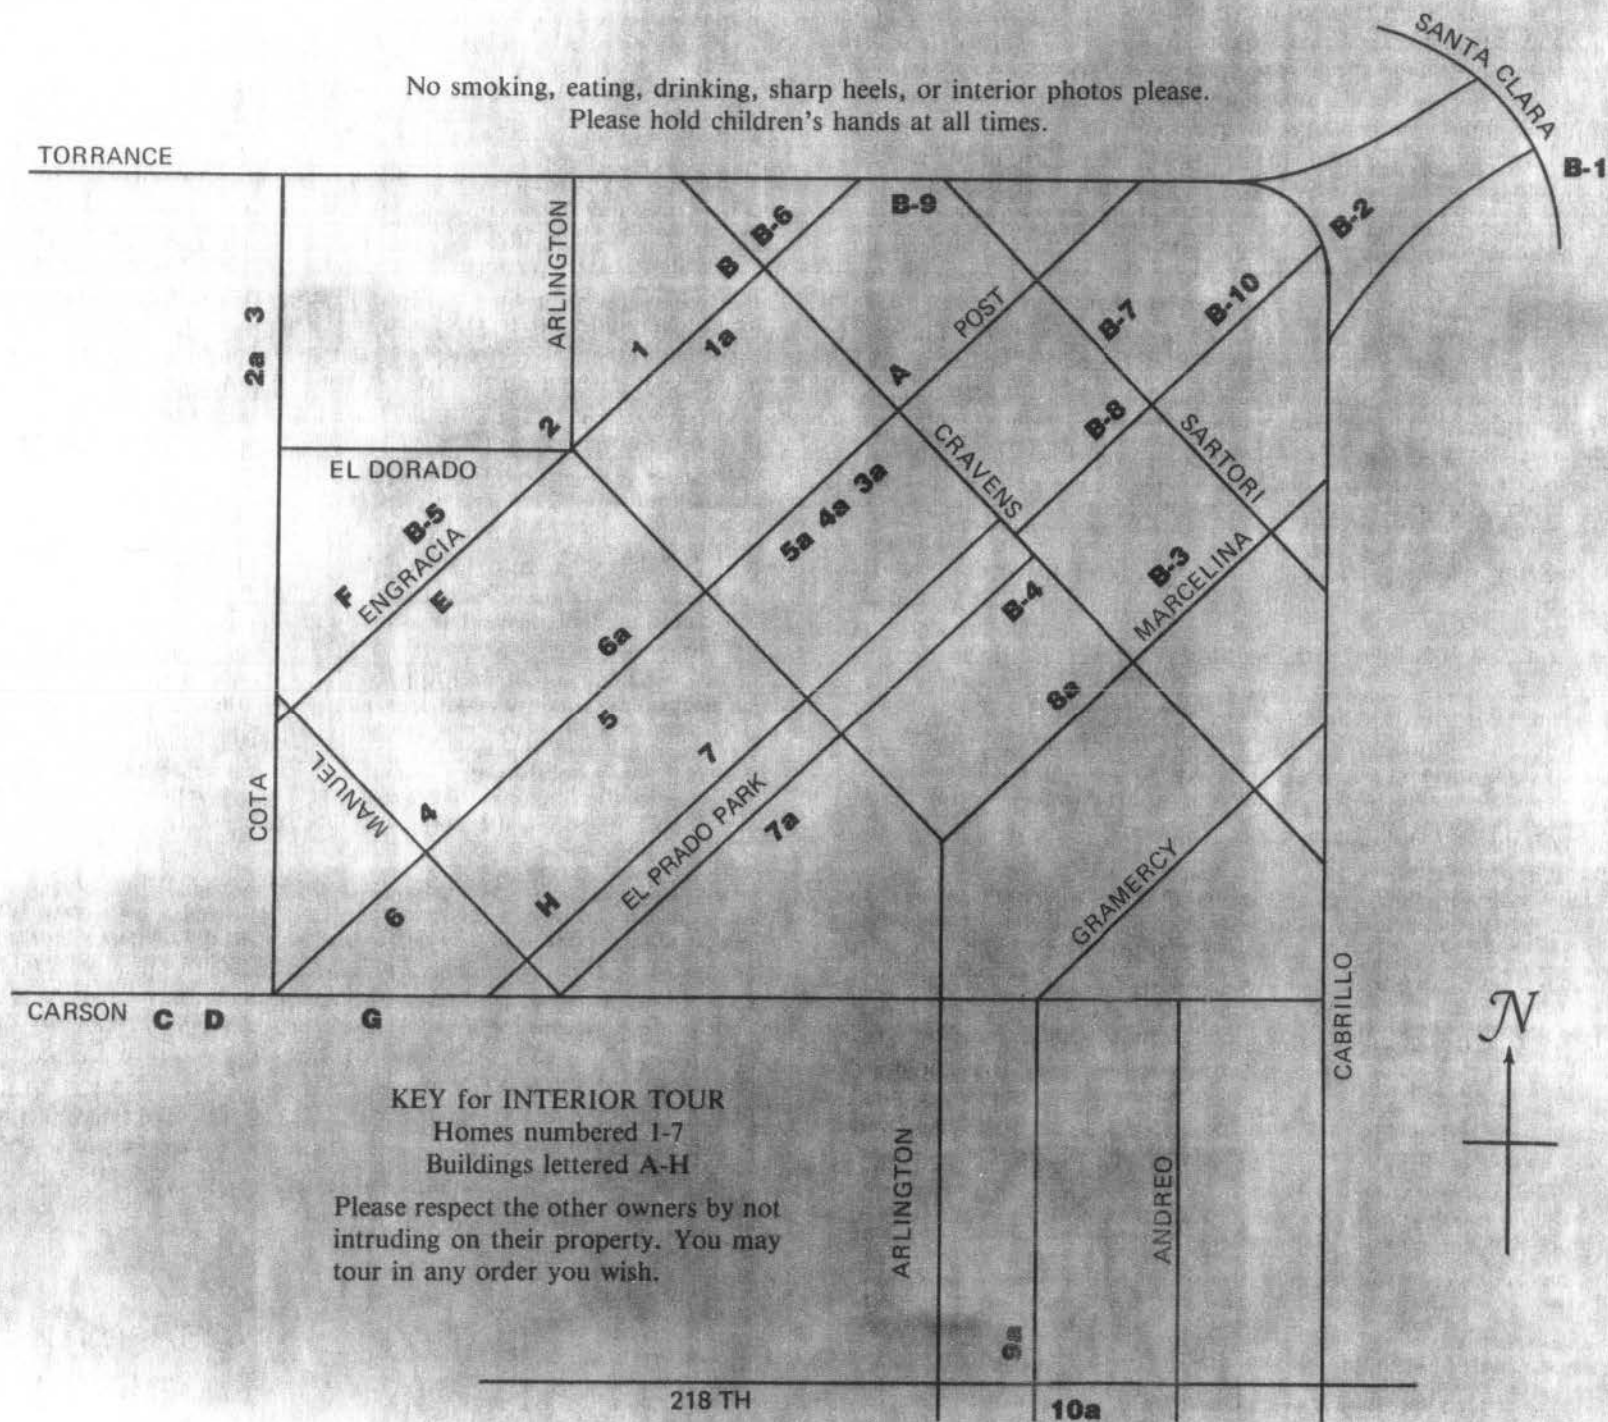 SANTA CLARA
No smoking, eating, drinking, sharp heels, or interior photos please.
Please hold children's hands at all times.
TORRANCE
B-1
B-9
B-2
B-6
ARLINGTON
B
B-10
POST
B-7
3
1
1a
2a
A
2
B-8
CRAVENS
SARTORI
EL DORADO
3a
4a
5a
B-5
ENGRACIA
F
E
B-3
MARCELINA
B-4
6a
8a
5
7
MANUEL
COTA
4
EL PRADO PARK
7a
H
6
GRAMERCY
CARSON
C
D
G
CABRILLO
N
KEY for INTERIOR TOUR
Homes numbered 1-7
Buildings lettered A-H
Please respect the other owners by not
intruding on their property. You may
tour in any order you wish.
ARLINGTON
ANDREO
9a
218 TH
10a